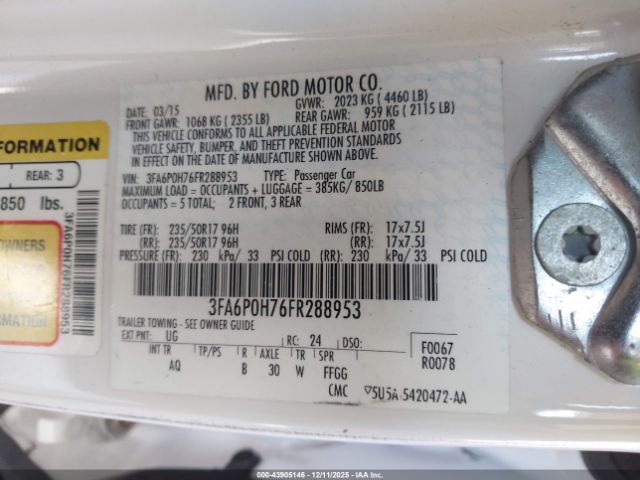 MFD. BY FORD MOTOR CO.
DATE: 03/15 GVWR: 2023 KG ( 4460 LB)
FRONT GAWR: 1068 KG ( 2355 LB) REAR GAWR: 959 KG ( 2115 LB)
THIS VEHICLE CONFORMS TO ALL APPLICABLE FEDERAL MOTOR
VEHICLE SAFETY, BUMPER, AND THEFT PREVENTION STANDARDS
IN EFFECT ON THE DATE OF MANUFACTURE SHOWN ABOVE.
VIN: 3FA6P0H76FR288953 TYPE: Passenger Car
MAXIMUM LOAD = OCCUPANTS + LUGGAGE = 385KG/ 850LB
OCCUPANTS = 5 TOTAL; 2 FRONT, 3 REAR
TIRE (FR): 235/50R17 96H RIMS (FR): 17x7.5J
(RR): 235/50R17 96H (RR): 17x7.5J
PRESSURE (FR): 230 kPa/ 33 PSI COLD (RR): 230 kPa/ 33 PSI COLD
3FA6P0H76FR288953
TRAILER TOWING - SEE OWNER GUIDE
EXT PNT: UG RC: 24 DSO: F0067
R0078
INT TR TP/PS R AXLE TR SPR
AQ B 30 W FFGG
CMC 5U5A-5420472-AA
FORMATION
REAR: 3
850 lbs.
OWNERS
RMATION
3FA6P0H76FR288953
00-43905146 - 12/11/2025 - IAAI.COM